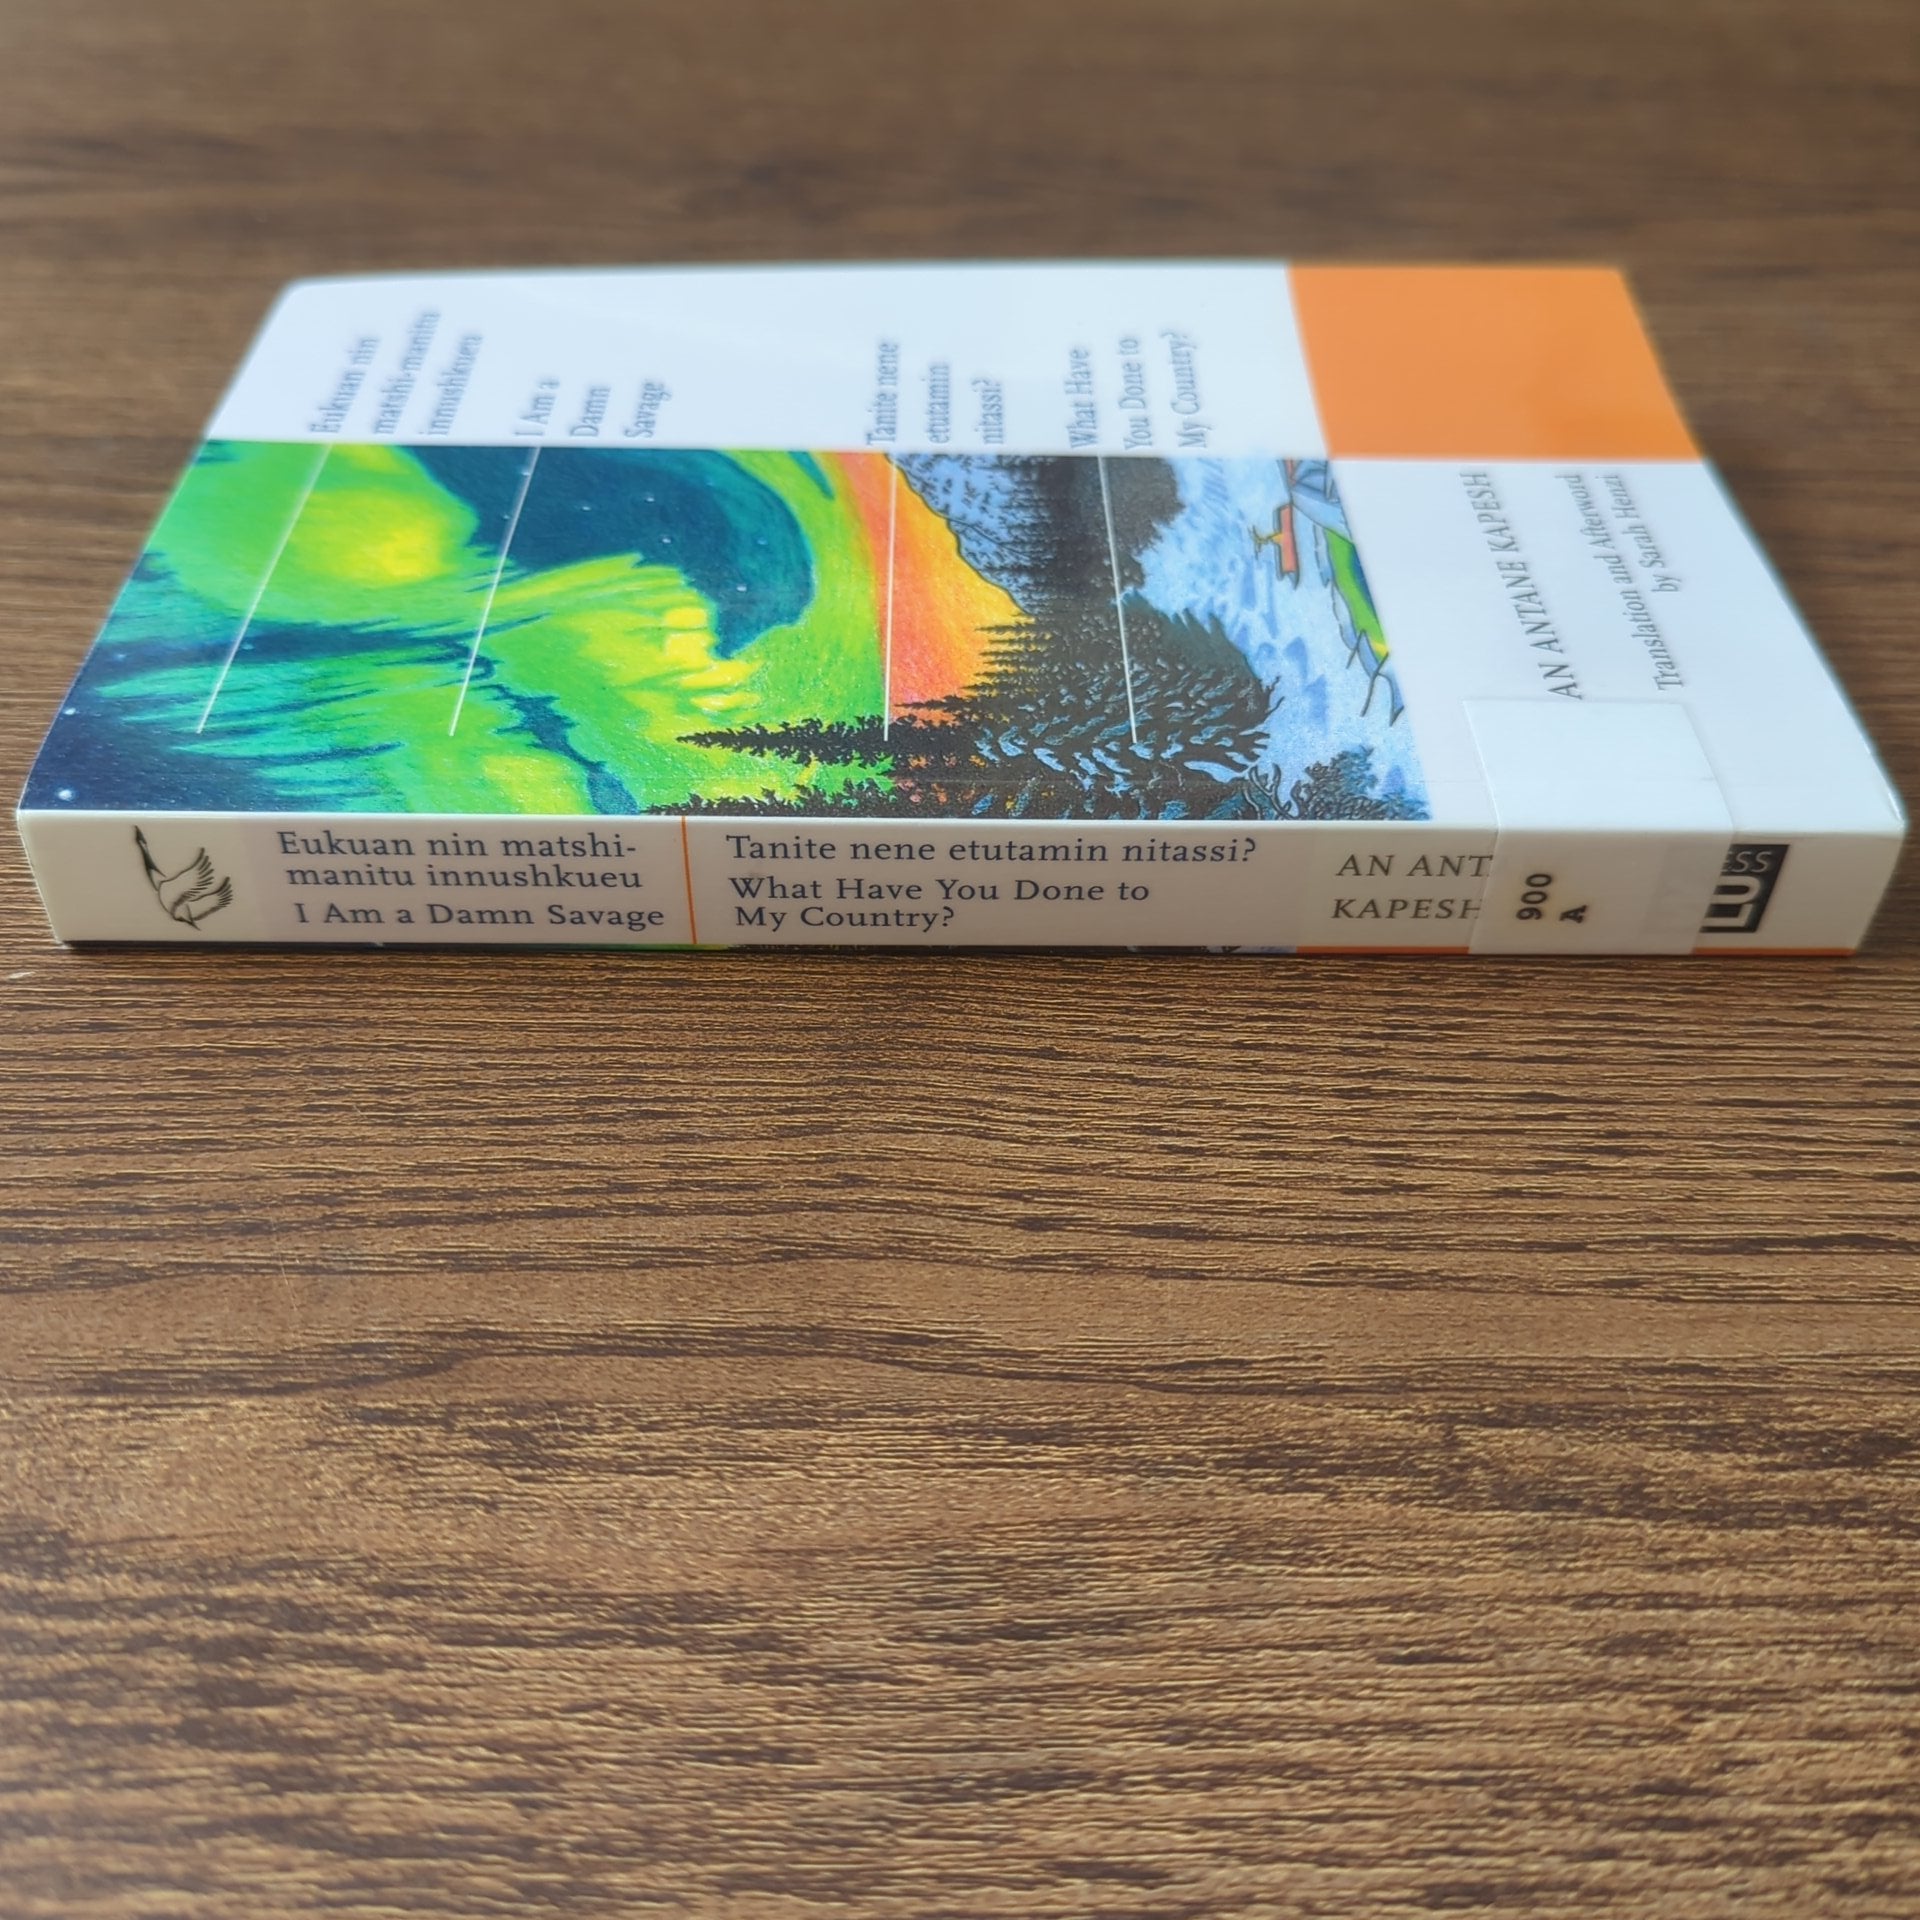 Eukuan nin
matshi-manitu
innushkueu
I Am a
Damn
Savage
Tanite nene
etutamin
nitassi?
What Have
You Done to
My Country?
AN ANTANE KAPESH
Translation and Afterword
by Sarah Henzi
Eukuan nin matshi-
manitu innushkueu
I Am a Damn Savage
Tanite nene etutamin nitassi?
What Have You Done to
My Country?
AN ANT
KAPESH
900
A
ESS
LU